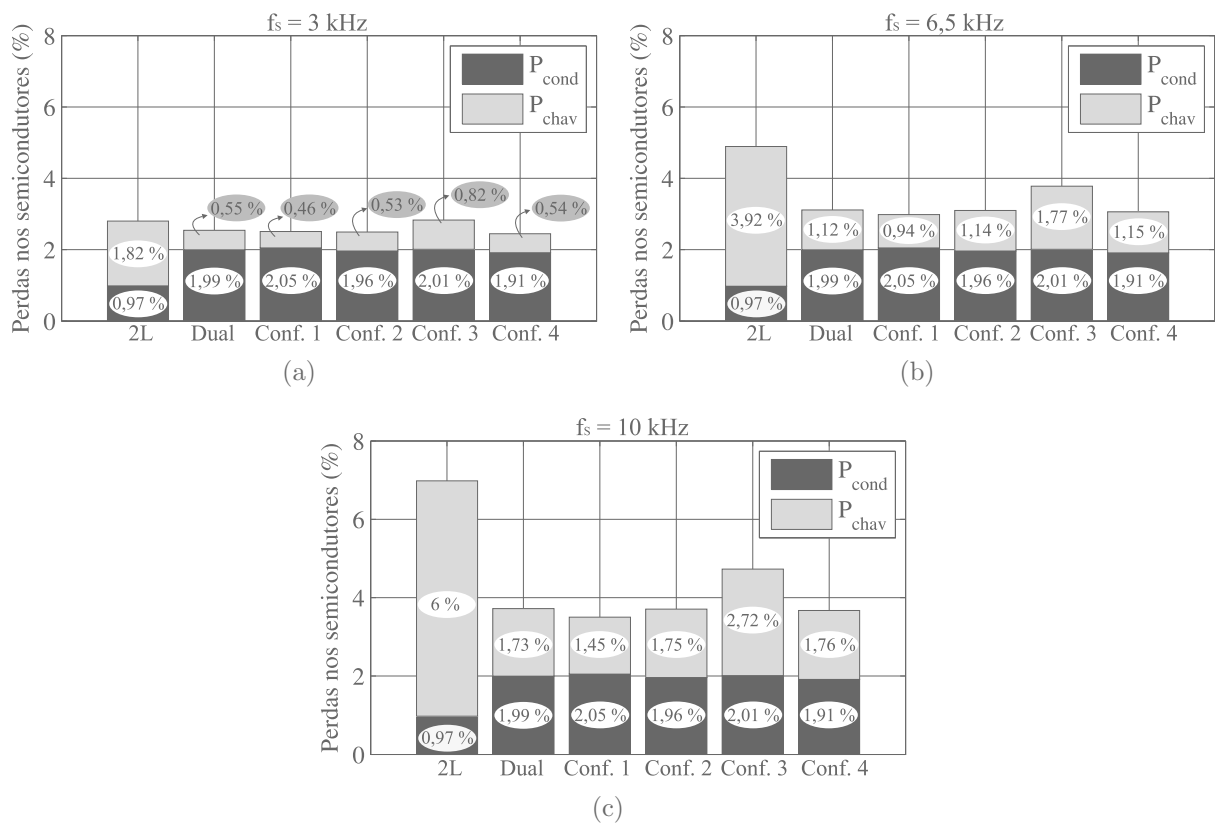 fs = 3 kHz
Perdas nos semicondutores (%)
8
6
4
2
0
P cond
P chav
0,55 %
0,46 %
0,53 %
0,82 %
0,54 %
1,82 %
0,97 %
1,99 %
2,05 %
1,96 %
2,01 %
1,91 %
2L
Dual
Conf. 1
Conf. 2
Conf. 3
Conf. 4
(a)
fs = 6,5 kHz
Perdas nos semicondutores (%)
8
6
4
2
0
P cond
P chav
3,92 %
1,12 %
0,94 %
1,14 %
1,77 %
1,15 %
0,97 %
1,99 %
2,05 %
1,96 %
2,01 %
1,91 %
2L
Dual
Conf. 1
Conf. 2
Conf. 3
Conf. 4
(b)
fs = 10 kHz
Perdas nos semicondutores (%)
8
6
4
2
0
P cond
P chav
6 %
1,73 %
1,45 %
1,75 %
2,72 %
1,76 %
0,97 %
1,99 %
2,05 %
1,96 %
2,01 %
1,91 %
2L
Dual
Conf. 1
Conf. 2
Conf. 3
Conf. 4
(c)